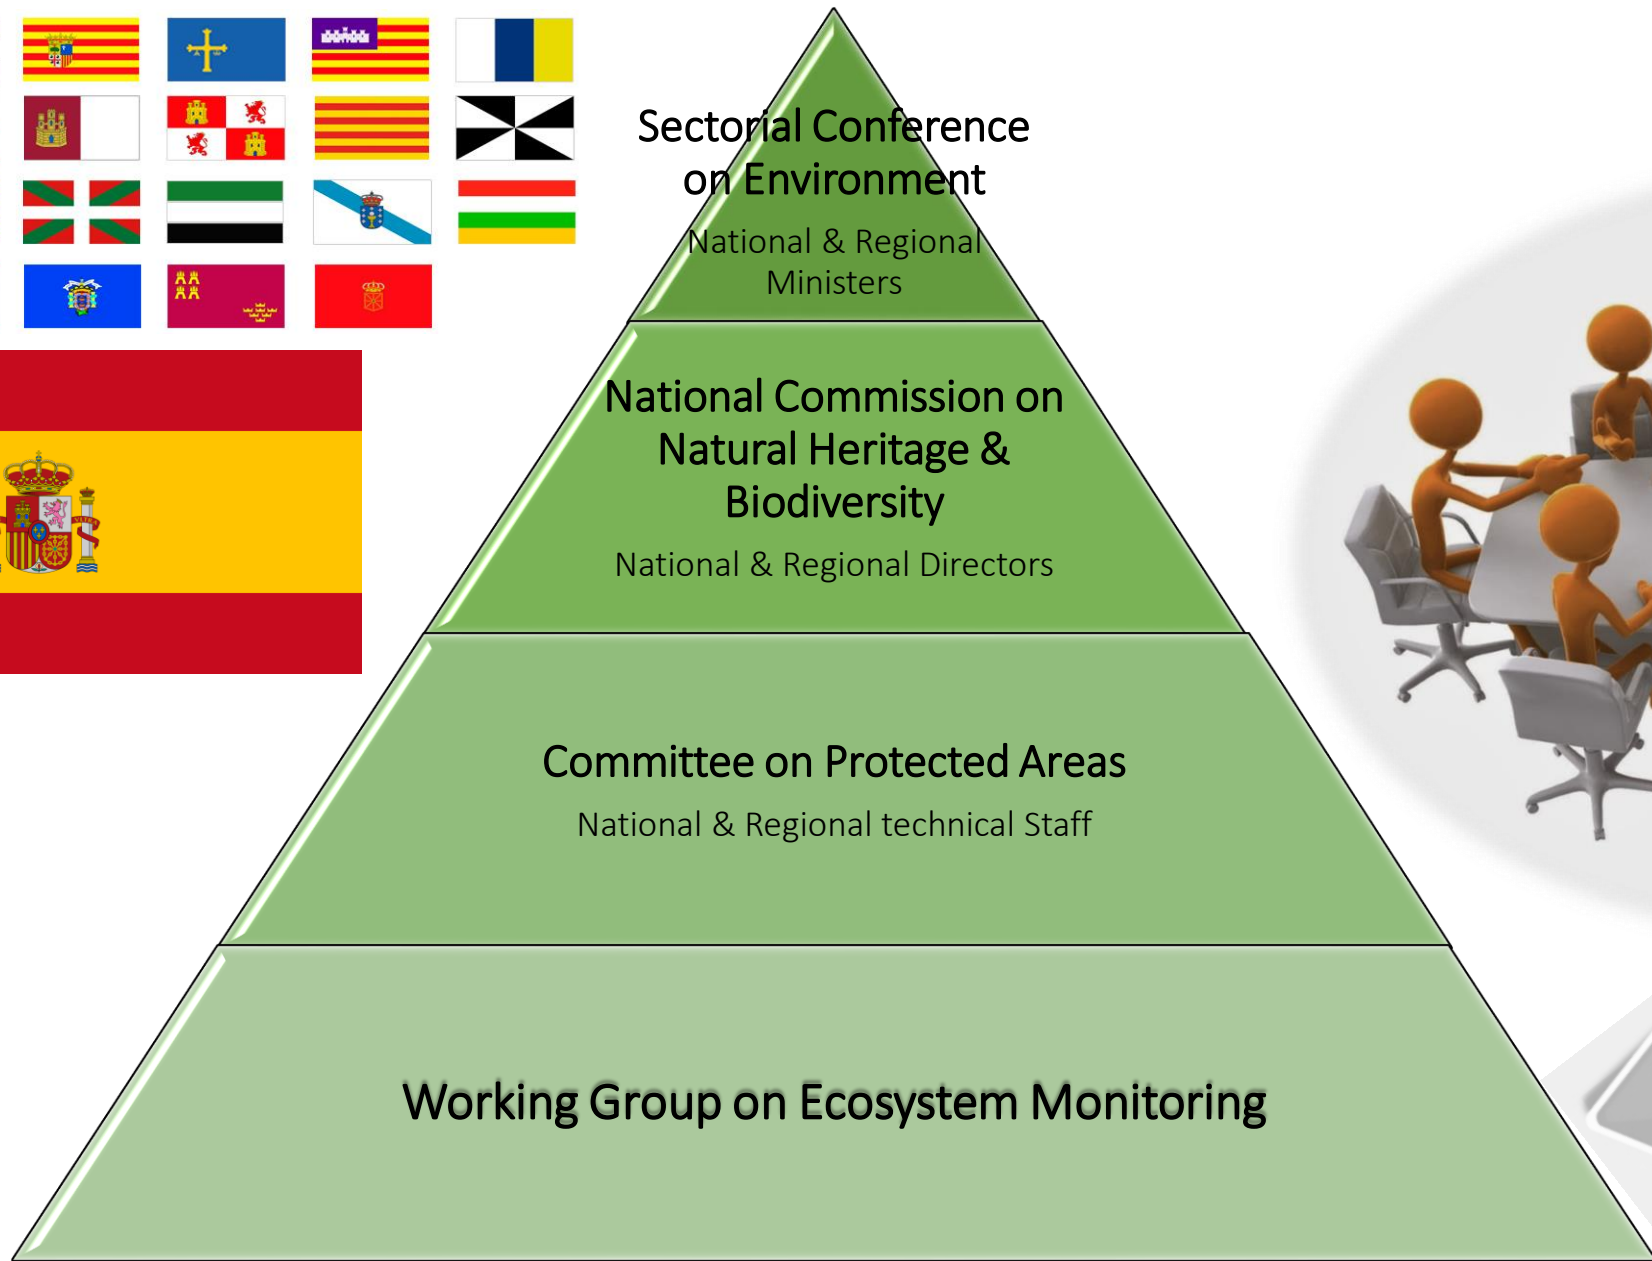 Sectorial Conference
on Environment
National & Regional
Ministers
National Commission on
Natural Heritage &
Biodiversity
National & Regional Directors
Committee on Protected Areas
National & Regional technical Staff
Working Group on Ecosystem Monitoring